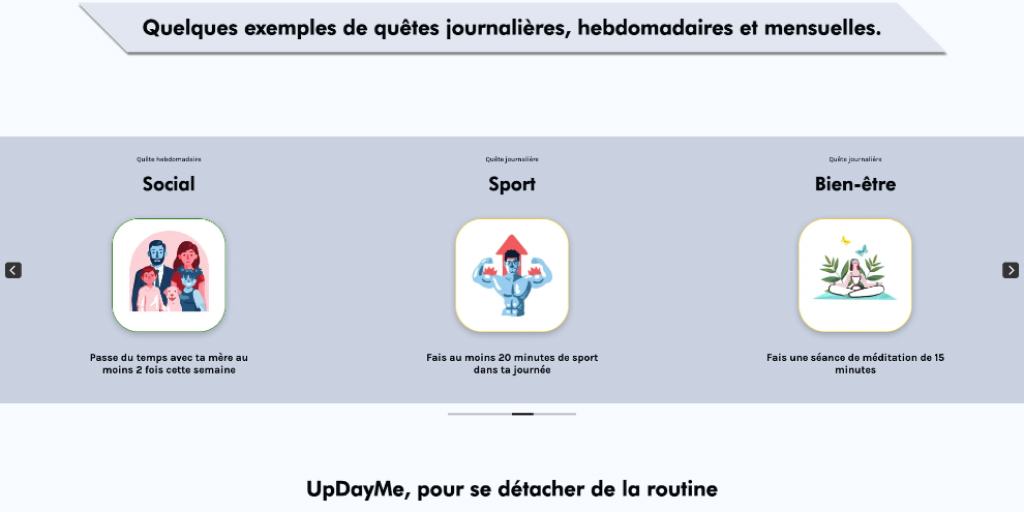 Quelques exemples de quêtes journalières, hebdomadaires et mensuelles.
Quête hebdomadaire
Social
Passe du temps avec ta mère au
moins 2 fois cette semaine
Quête journalière
Sport
Fais au moins 20 minutes de sport
dans ta journée
Quête journalière
Bien-être
Fais une séance de méditation de 15
minutes
UpDayMe, pour se détacher de la routine